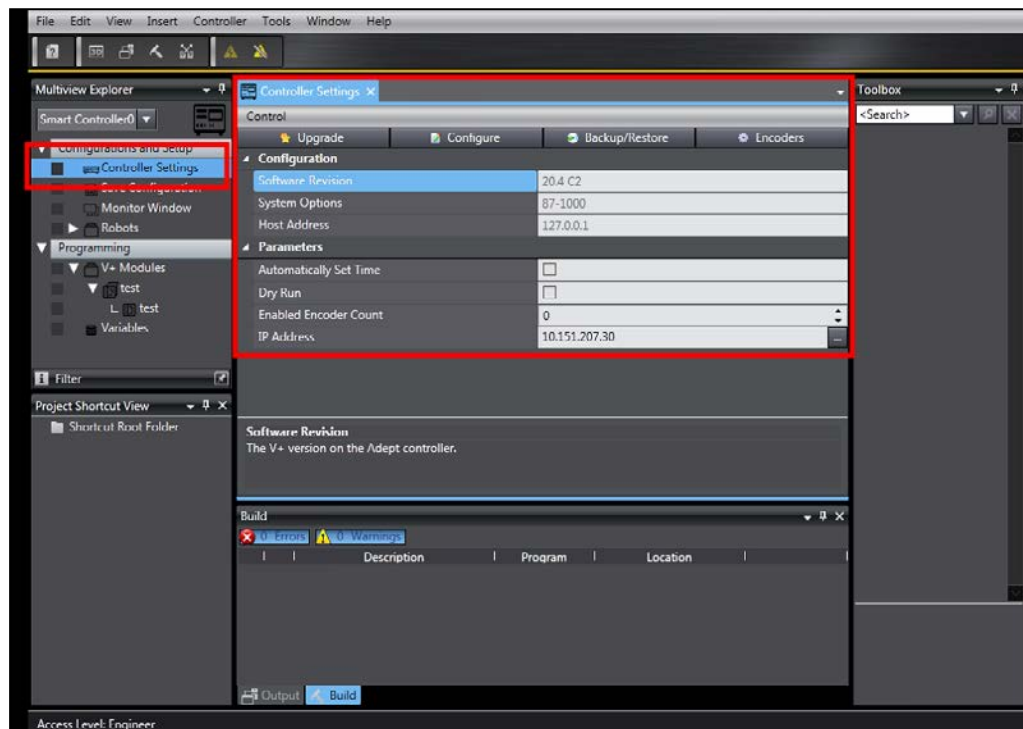 File Edit View Insert Controller Tools Window Help
Multiview Explorer
Smart Controller0
Configurations and Setup
Controller Settings
Save Configuration
Monitor Window
Robots
Programming
V+ Modules
test
test
Variables
Filter
Project Shortcut View
Shortcut Root Folder
Controller Settings
Control
Upgrade Configure Backup/Restore Encoders
Configuration
Software Revision 20.4 C2
System Options 87-1000
Host Address 127.0.0.1
Parameters
Automatically Set Time
Dry Run
Enabled Encoder Count 0
IP Address 10.151.207.30 ...
Software Revision
The V+ version on the Adept controller.
Build
0 Errors 0 Warnings
Description Program Location
Output Build
Toolbox
<Search>
Access Level: Engineer